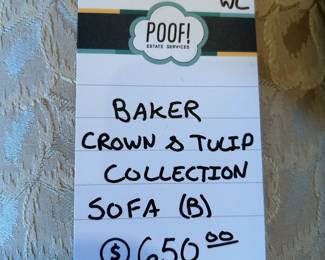 WC
POOF!
ESTATE SERVICES
BAKER
CROWN & TULIP
COLLECTION
SOFA (B)
$ 650.00